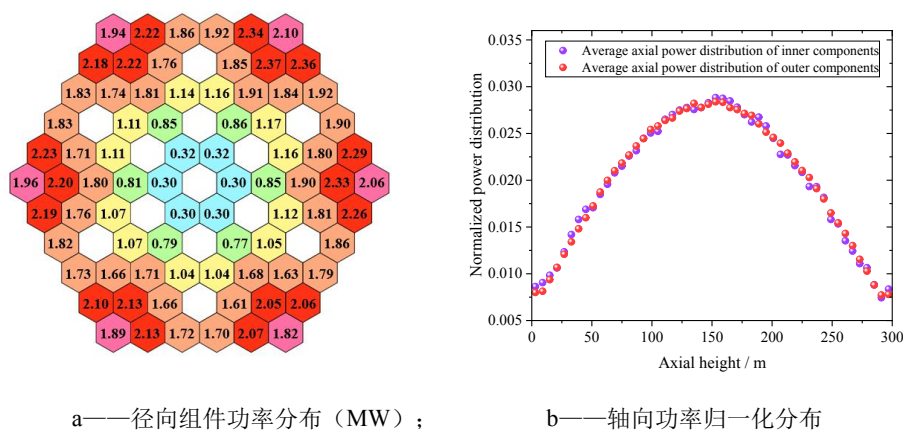 1.94 2.22 1.86 1.92 2.34 2.10
2.18 2.22 1.76 1.85 2.37 2.36
1.83 1.74 1.81 1.14 1.16 1.91 1.84 1.92
1.83 1.11 0.85 0.86 1.17 1.90
2.23 1.71 1.11 0.32 0.32 1.16 1.80 2.29
1.96 2.20 1.80 0.81 0.30 0.30 0.85 1.90 2.33 2.06
2.19 1.76 1.07 0.30 0.30 1.12 1.81 2.26
1.82 1.07 0.79 0.77 1.05 1.86
1.73 1.66 1.71 1.04 1.04 1.68 1.63 1.79
2.10 2.13 1.66 1.61 2.05 2.06
1.89 2.13 1.72 1.70 2.07 1.82
Normalized power distribution
0.035
0.030
0.025
0.020
0.015
0.010
0.005
Average axial power distribution of inner components
Average axial power distribution of outer components
0 50 100 150 200 250 300
Axial height / m
a——径向组件功率分布（MW）； b——轴向功率归一化分布